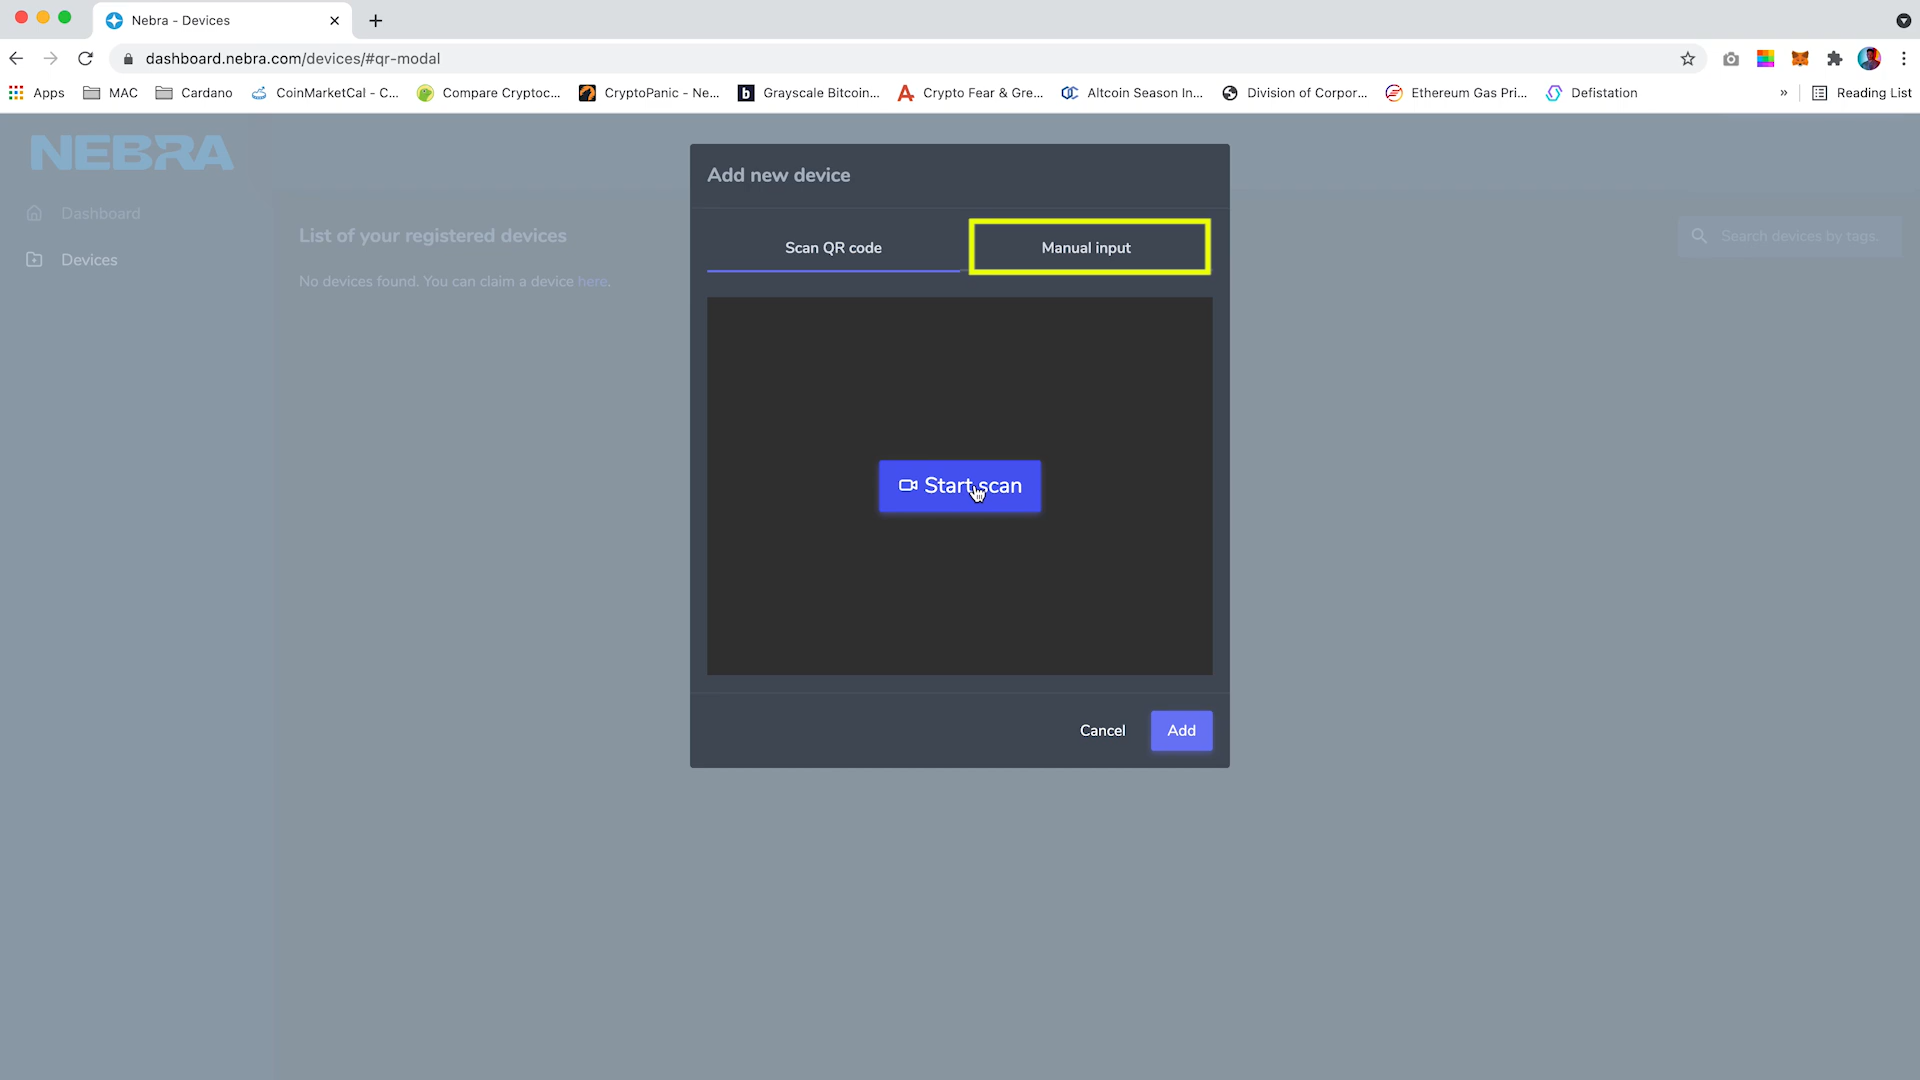 Nebra - Devices
dashboard.nebra.com/devices/#qr-modal
Apps MAC Cardano CoinMarketCal - C... Compare Cryptoc... CryptoPanic - Ne... Grayscale Bitcoin... Crypto Fear & Gre... Altcoin Season In... Division of Corpor... Ethereum Gas Pri... Defistation » Reading List
NEBRA
Dashboard
Devices
List of your registered devices
Search devices by tags.
No devices found. You can claim a device here.
Add new device
Scan QR code
Manual input
Start scan
Cancel
Add